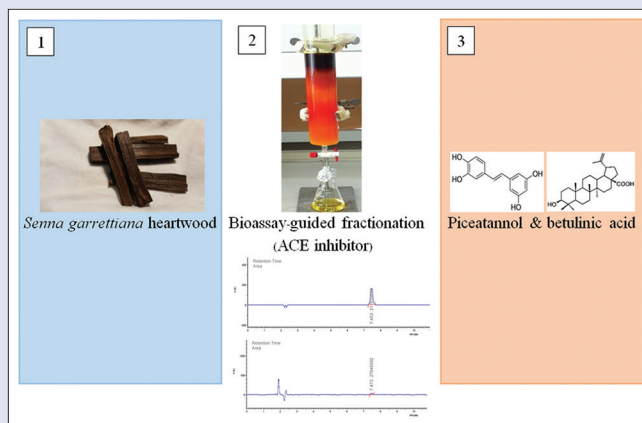 1
Senna garrettiana heartwood
2
Bioassay-guided fractionation
(ACE inhibitor)
Retention Time
Area
Retention Time
Area
3
HO
HO
OH
OH
HO
COOH
Piceatannol & betulinic acid